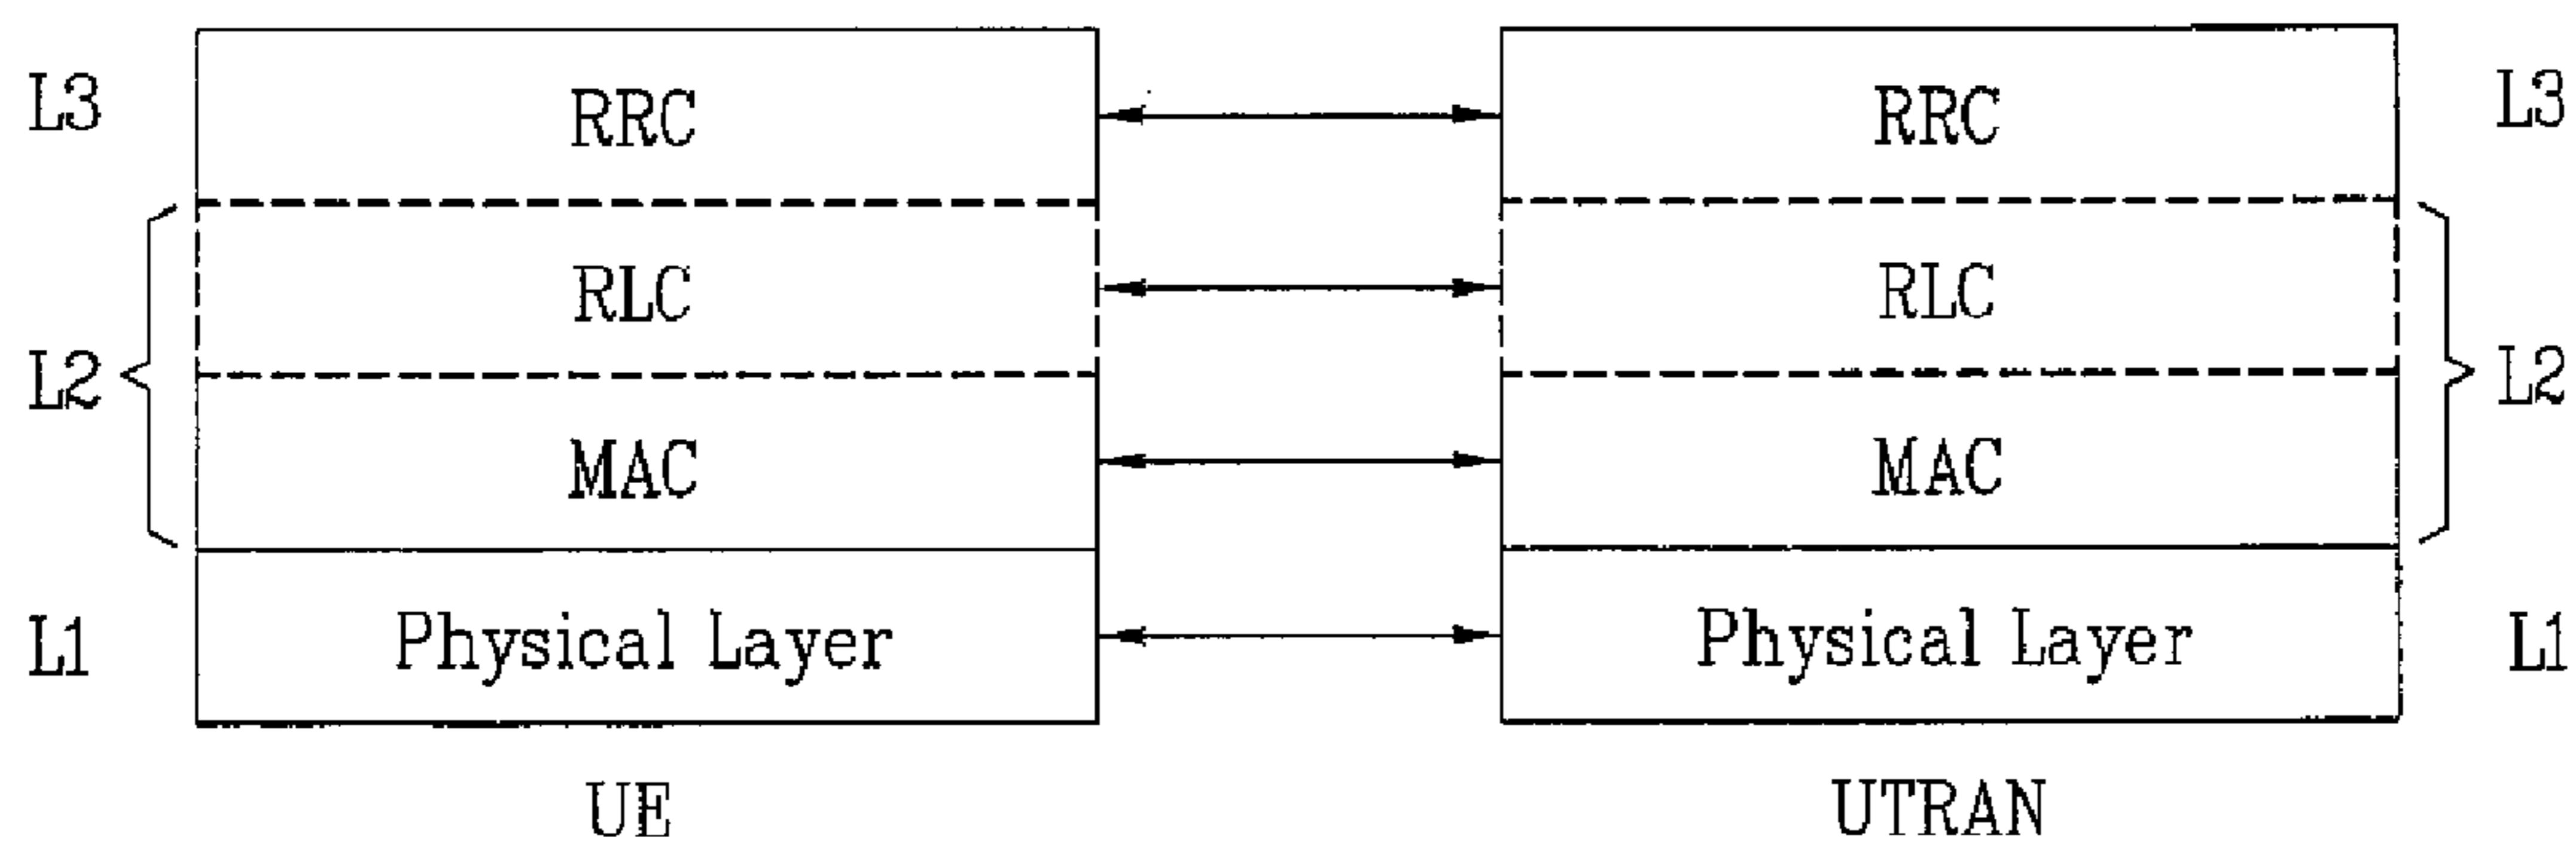 L3 RRC RRC L3
RLC RLC
L2 L2
MAC MAC
L1 Physical Layer Physical Layer L1
UE UTRAN